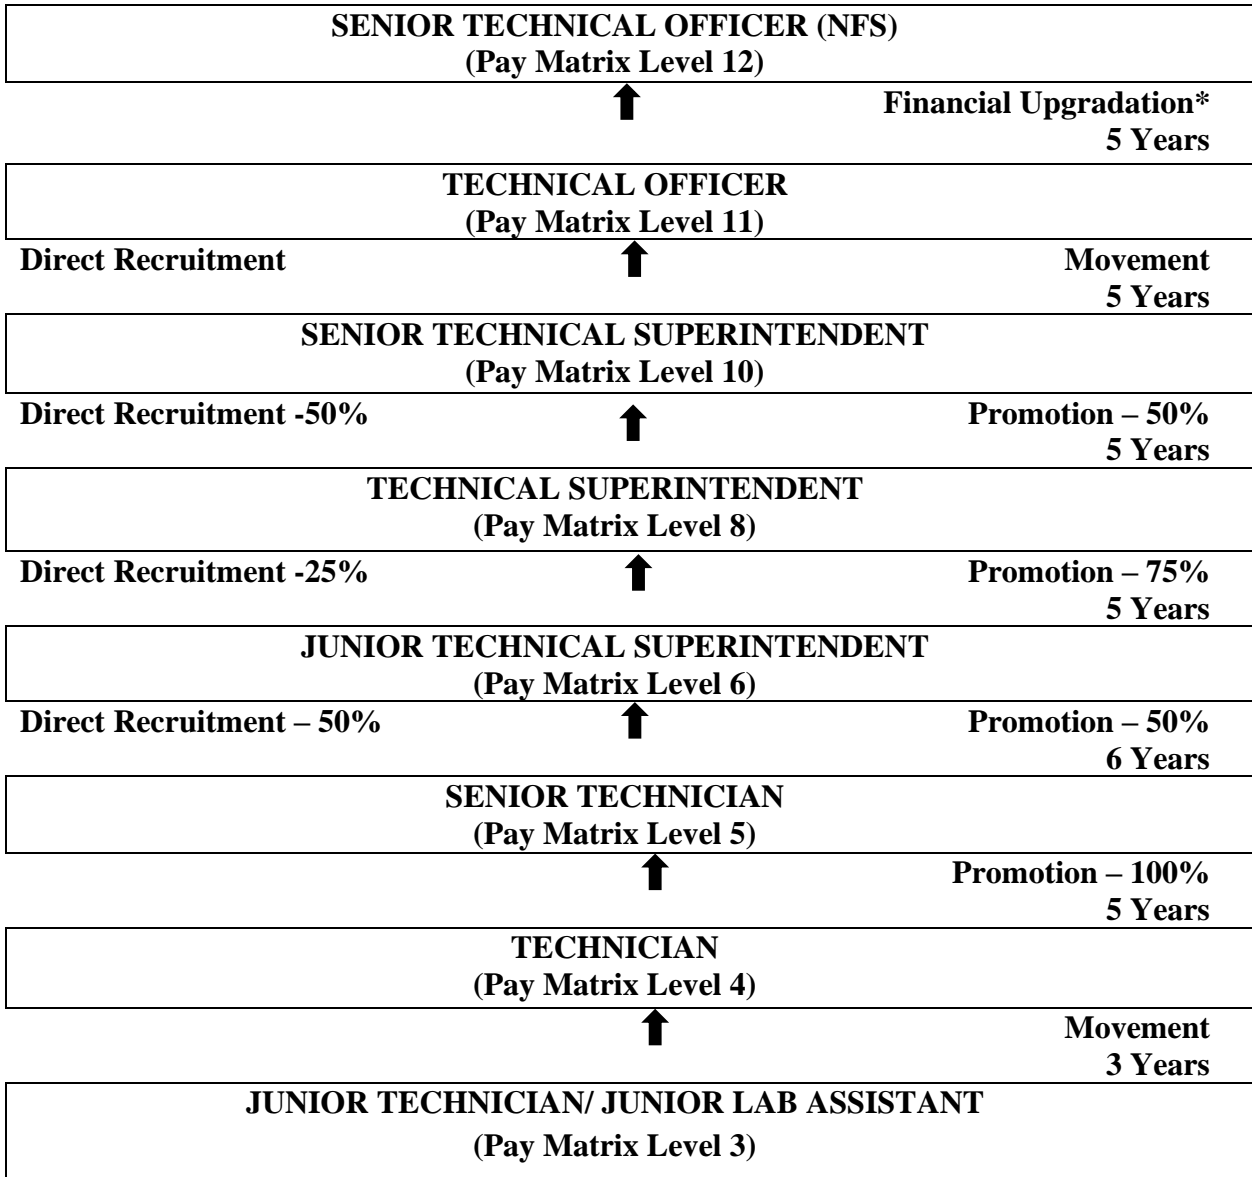 SENIOR TECHNICAL OFFICER (NFS)
(Pay Matrix Level 12)
Financial Upgradation*
5 Years
TECHNICAL OFFICER
(Pay Matrix Level 11)
Direct Recruitment Movement
5 Years
SENIOR TECHNICAL SUPERINTENDENT
(Pay Matrix Level 10)
Direct Recruitment -50% Promotion – 50%
5 Years
TECHNICAL SUPERINTENDENT
(Pay Matrix Level 8)
Direct Recruitment -25% Promotion – 75%
5 Years
JUNIOR TECHNICAL SUPERINTENDENT
(Pay Matrix Level 6)
Direct Recruitment – 50% Promotion – 50%
6 Years
SENIOR TECHNICIAN
(Pay Matrix Level 5)
Promotion – 100%
5 Years
TECHNICIAN
(Pay Matrix Level 4)
Movement
3 Years
JUNIOR TECHNICIAN/ JUNIOR LAB ASSISTANT
(Pay Matrix Level 3)